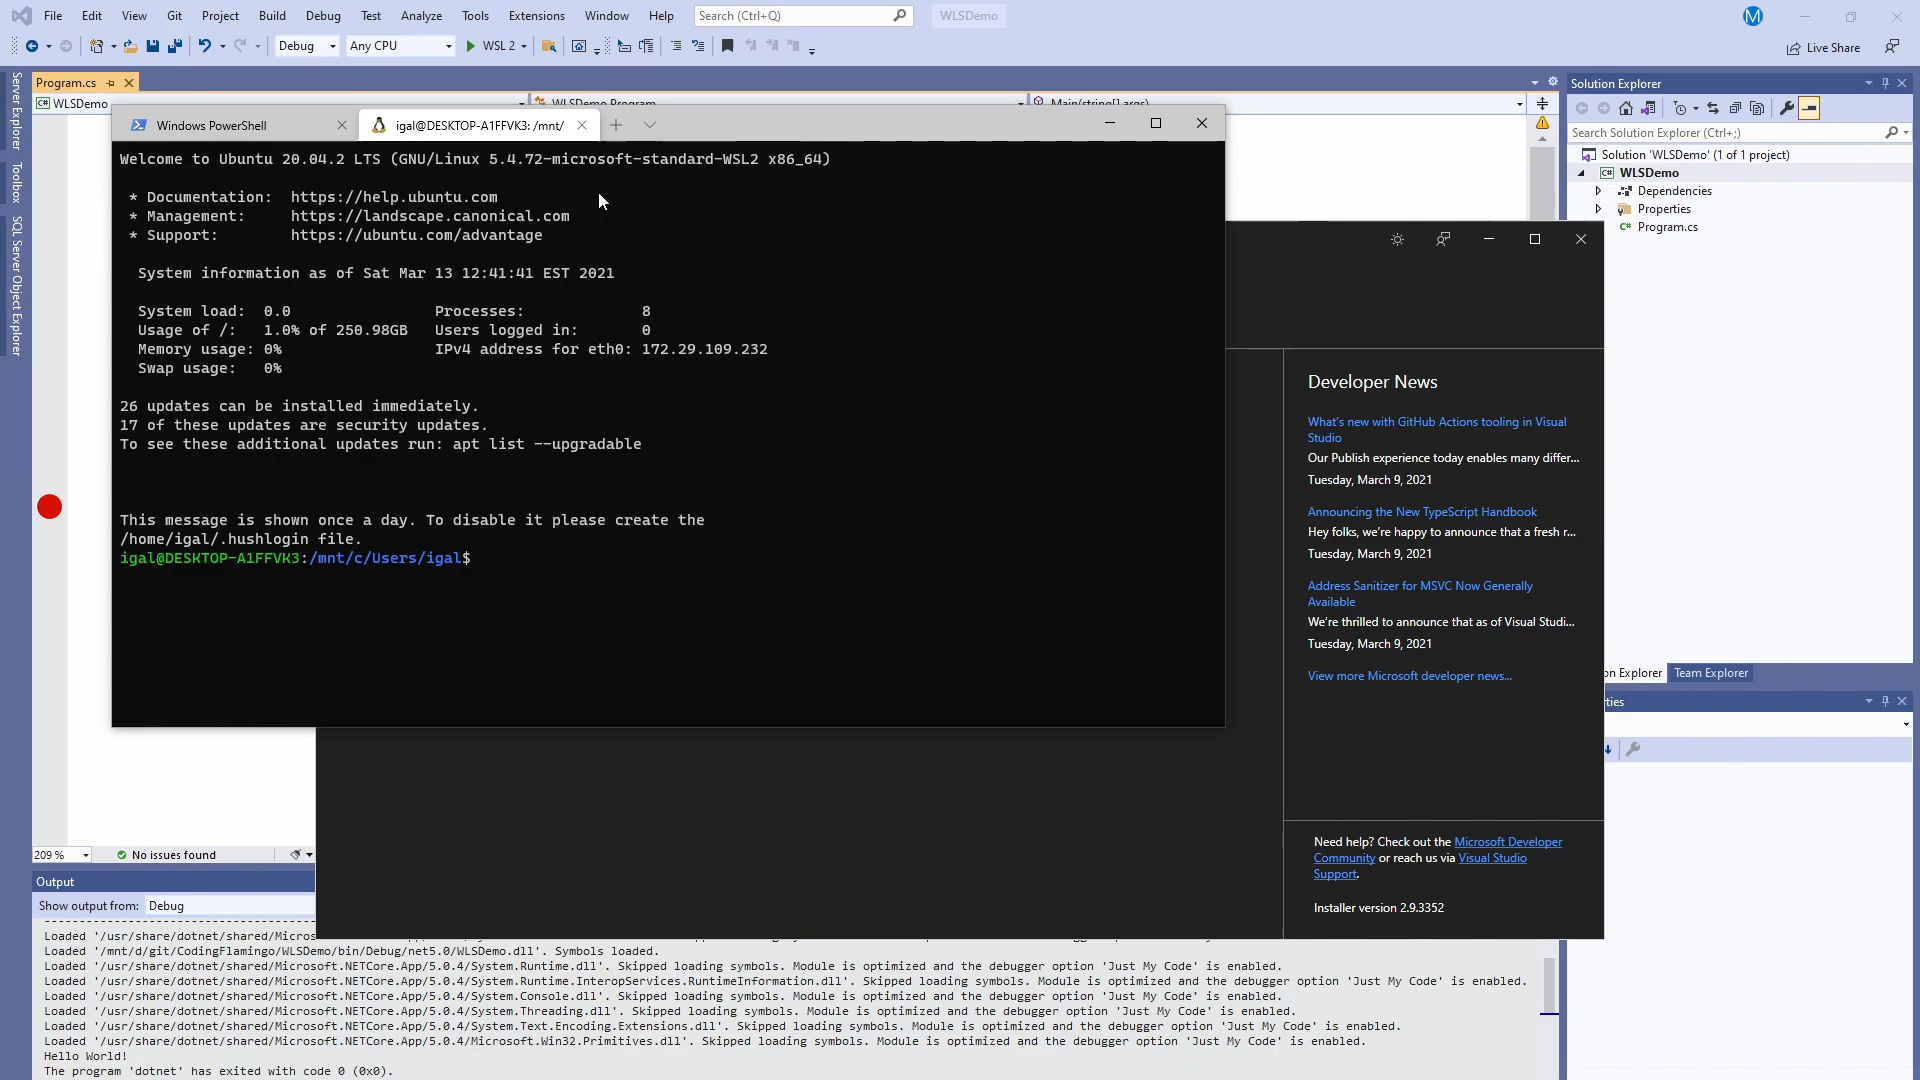 File Edit View Git Project Build Debug Test Analyze Tools Extensions Window Help Search (Ctrl+Q) WLSDemo
Debug Any CPU WSL 2 Live Share
Server Explorer
Toolbox
SQL Server Object Explorer
Program.cs
WLSDemo WLSDemo.Program Main(string[] args)
Windows PowerShell igal@DESKTOP-A1FFVK3: /mnt/
Welcome to Ubuntu 20.04.2 LTS (GNU/Linux 5.4.72-microsoft-standard-WSL2 x86_64)
* Documentation: https://help.ubuntu.com
* Management: https://landscape.canonical.com
* Support: https://ubuntu.com/advantage
System information as of Sat Mar 13 12:41:41 EST 2021
System load: 0.0 Processes: 8
Usage of /: 1.0% of 250.98GB Users logged in: 0
Memory usage: 0% IPv4 address for eth0: 172.29.109.232
Swap usage: 0%
26 updates can be installed immediately.
17 of these updates are security updates.
To see these additional updates run: apt list --upgradable
This message is shown once a day. To disable it please create the
/home/igal/.hushlogin file.
igal@DESKTOP-A1FFVK3:/mnt/c/Users/igal$
Developer News
What's new with GitHub Actions tooling in Visual
Studio
Our Publish experience today enables many differ...
Tuesday, March 9, 2021
Announcing the New TypeScript Handbook
Hey folks, we're happy to announce that a fresh r...
Tuesday, March 9, 2021
Address Sanitizer for MSVC Now Generally
Available
We're thrilled to announce that as of Visual Studi...
Tuesday, March 9, 2021
View more Microsoft developer news...
Need help? Check out the Microsoft Developer
Community or reach us via Visual Studio
Support.
Installer version 2.9.3352
Solution Explorer
Search Solution Explorer (Ctrl+;)
Solution 'WLSDemo' (1 of 1 project)
WLSDemo
Dependencies
Properties
Program.cs
on Explorer Team Explorer
ties
209 % No issues found
Output
Show output from: Debug
Loaded '/usr/share/dotnet/shared/Micros
Loaded '/mnt/d/git/CodingFlamingo/WLSDemo/bin/Debug/net5.0/WLSDemo.dll'. Symbols loaded.
Loaded '/usr/share/dotnet/shared/Microsoft.NETCore.App/5.0.4/System.Runtime.dll'. Skipped loading symbols. Module is optimized and the debugger option 'Just My Code' is enabled.
Loaded '/usr/share/dotnet/shared/Microsoft.NETCore.App/5.0.4/System.Runtime.InteropServices.RuntimeInformation.dll'. Skipped loading symbols. Module is optimized and the debugger option 'Just My Code' is enabled.
Loaded '/usr/share/dotnet/shared/Microsoft.NETCore.App/5.0.4/System.Console.dll'. Skipped loading symbols. Module is optimized and the debugger option 'Just My Code' is enabled.
Loaded '/usr/share/dotnet/shared/Microsoft.NETCore.App/5.0.4/System.Threading.dll'. Skipped loading symbols. Module is optimized and the debugger option 'Just My Code' is enabled.
Loaded '/usr/share/dotnet/shared/Microsoft.NETCore.App/5.0.4/System.Text.Encoding.Extensions.dll'. Skipped loading symbols. Module is optimized and the debugger option 'Just My Code' is enabled.
Loaded '/usr/share/dotnet/shared/Microsoft.NETCore.App/5.0.4/Microsoft.Win32.Primitives.dll'. Skipped loading symbols. Module is optimized and the debugger option 'Just My Code' is enabled.
Hello World!
The program 'dotnet' has exited with code 0 (0x0).